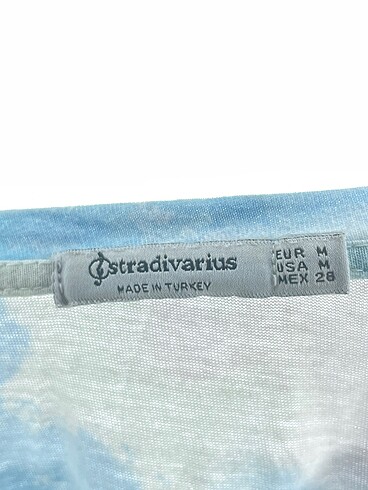 stradivarius
MADE IN TURKEY
EUR M
USA M
MEX 28